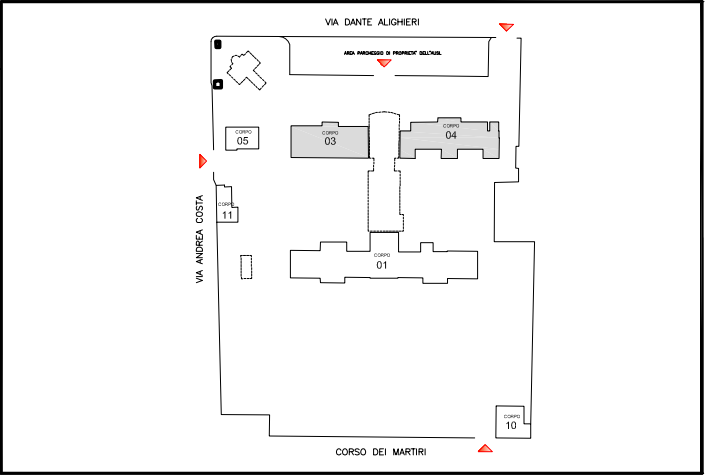 VIA DANTE ALIGHIERI
AREA PARCHEGGIO DI PROPRIETA' DELL'AUSL
CORPO
05
CORPO
03
CORPO
04
VIA ANDREA COSTA
CORPO
11
CORPO
01
CORPO
10
CORSO DEI MARTIRI